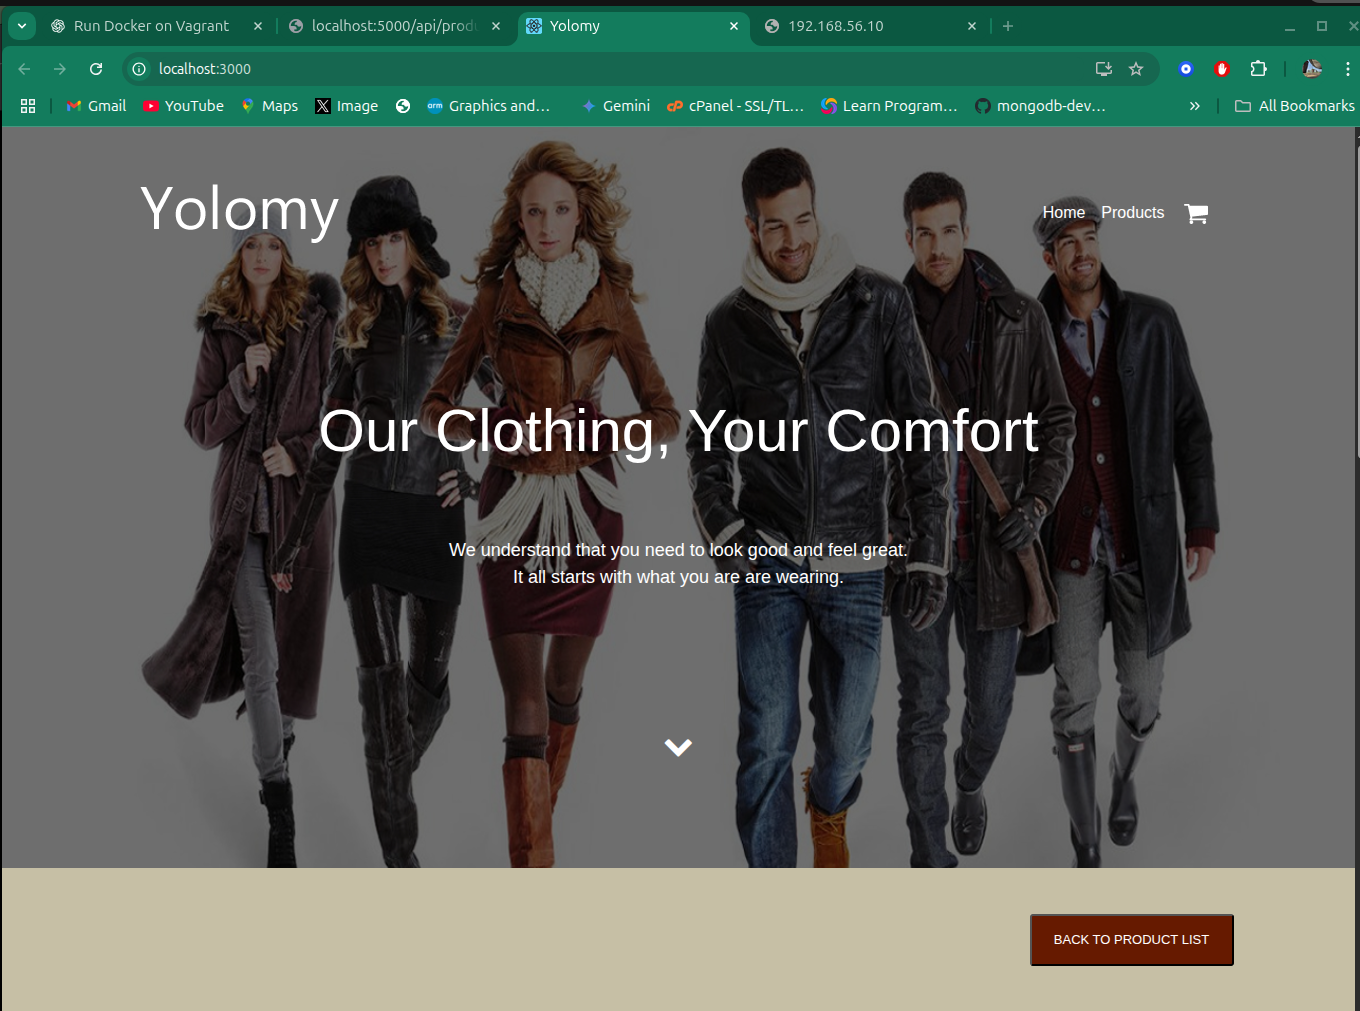 Run Docker on Vagrant
localhost:5000/api/produ
Yolomy
192.168.56.10
localhost:3000
Gmail
YouTube
Maps
Image
Graphics and...
Gemini
cPanel - SSL/TL...
Learn Program...
mongodb-dev...
All Bookmarks
Yolomy
Home
Products
Our Clothing, Your Comfort
We understand that you need to look good and feel great.
It all starts with what you are are wearing.
BACK TO PRODUCT LIST